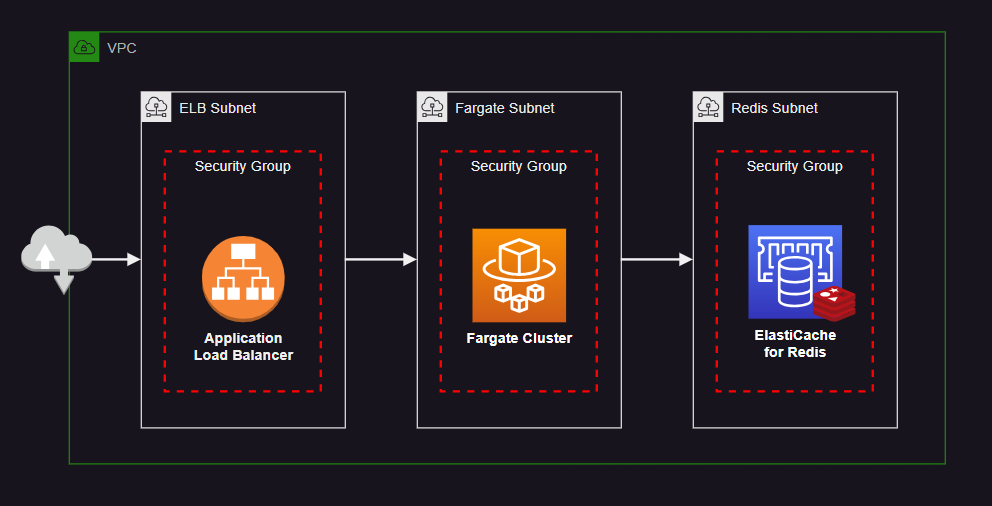 VPC
ELB Subnet
Security Group
Application
Load Balancer
Fargate Subnet
Security Group
Fargate Cluster
Redis Subnet
Security Group
ElastiCache
for Redis